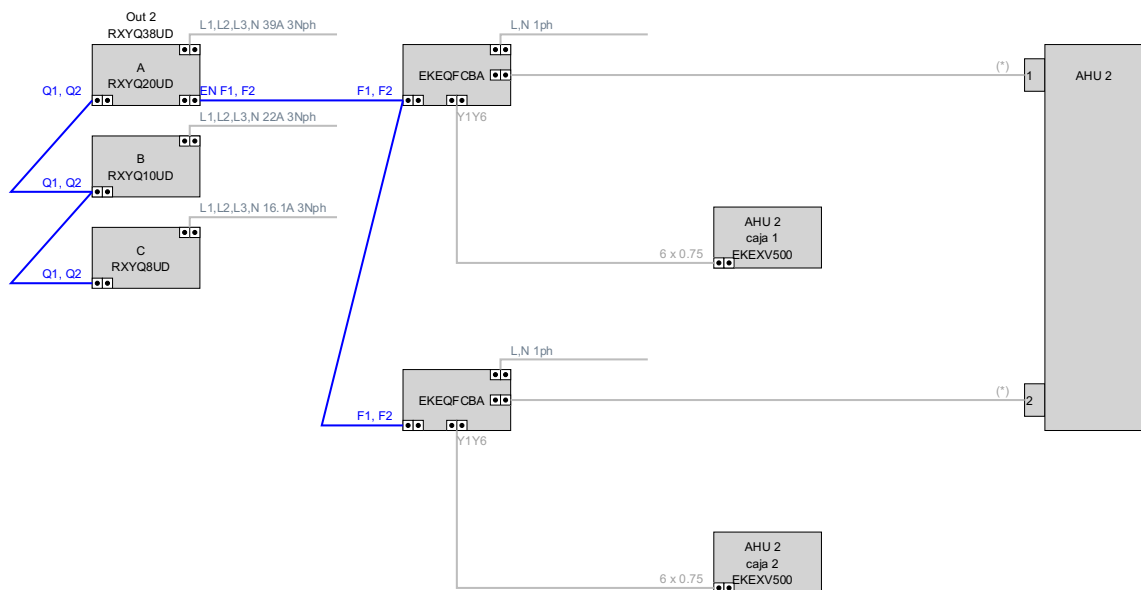 Out 2
RXYQ38UD
L1,L2,L3,N 39A 3Nph
A
RXYQ20UD
Q1, Q2
EN F1, F2
F1, F2
L,N 1ph
EKEQFCBA
Y1Y6
(*)
1
AHU 2
L1,L2,L3,N 22A 3Nph
B
RXYQ10UD
Q1, Q2
L1,L2,L3,N 16.1A 3Nph
C
RXYQ8UD
Q1, Q2
AHU 2
caja 1
EKEXV500
6 x 0.75
L,N 1ph
EKEQFCBA
F1, F2
Y1Y6
(*)
2
AHU 2
caja 2
EKEXV500
6 x 0.75